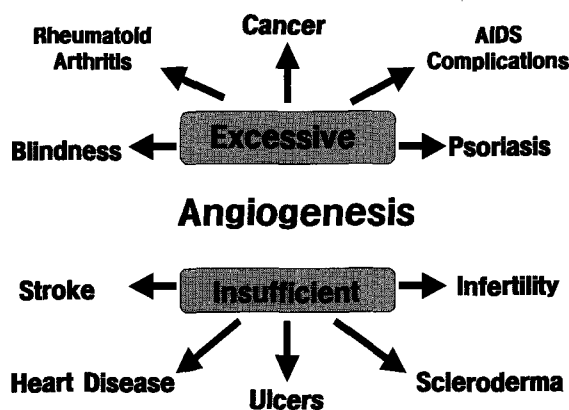 Cancer
Rheumatoid
Arthritis
AIDS
Complications
Excessive
Blindness
Psoriasis
Angiogenesis
Stroke
Insufficient
Infertility
Heart Disease
Ulcers
Scleroderma